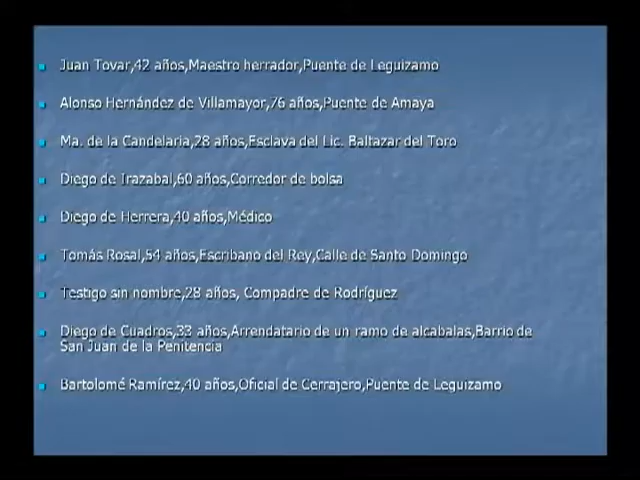 Juan Tovar,42 años,Maestro herrador,Puente de Leguizamo
Alonso Hernández de Villamayor,76 años,Puente de Amaya
Ma. de la Candelaria,28 años,Esclava del Lic. Baltazar del Toro
Diego de Irazabal,60 años,Corredor de bolsa
Diego de Herrera,40 años,Médico
Tomás Rosal,54 años,Escribano del Rey,Calle de Santo Domingo
Testigo sin nombre,28 años, Compadre de Rodríguez
Diego de Cuadros,33 años,Arrendatario de un ramo de alcabalas,Barrio de
San Juan de la Penitencia
Bartolomé Ramírez,40 años,Oficial de Cerrajero,Puente de Leguizamo